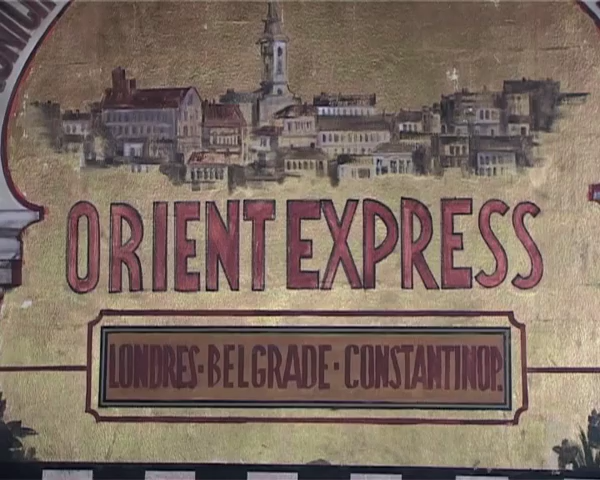 ORIENT EXPRESS
LONDRES · BELGRADE · CONSTANTINOP.